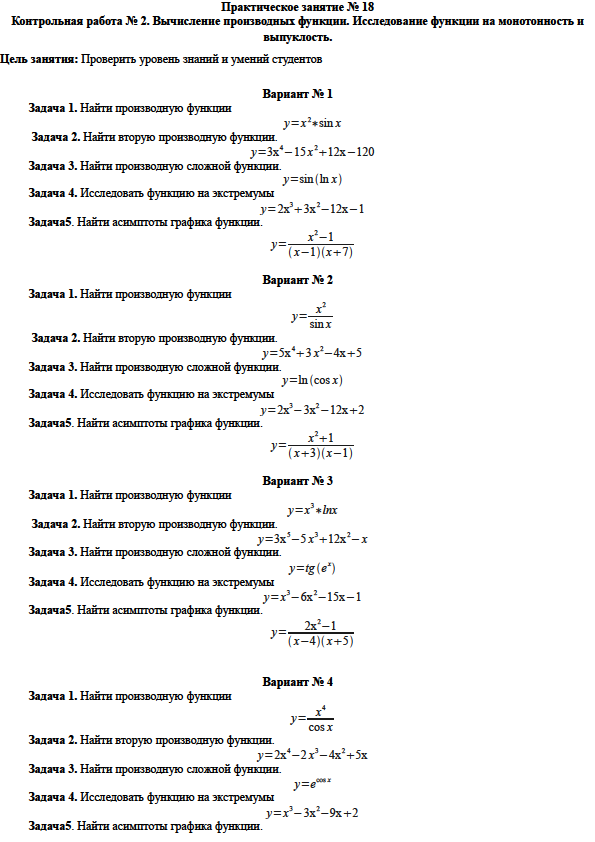 Практическое занятие № 18
Контрольная работа № 2. Вычисление производных функции. Исследование функции на монотонность и
выпуклость.
Цель занятия: Проверить уровень знаний и умений студентов
Вариант № 1
Задача 1. Найти производную функции
y=x²*sin x
Задача 2. Найти вторую производную функции.
y=3x⁴−15x²+12x−120
Задача 3. Найти производную сложной функции.
y=sin(ln x)
Задача 4. Исследовать функцию на экстремумы
y=2x³+3x²−12x−1
Задача5. Найти асимптоты графика функции.
y=(x²−1)/((x−1)(x+7))
Вариант № 2
Задача 1. Найти производную функции
y=x²/sin x
Задача 2. Найти вторую производную функции.
y=5x⁴+3x²−4x+5
Задача 3. Найти производную сложной функции.
y=ln(cos x)
Задача 4. Исследовать функцию на экстремумы
y=2x³−3x²−12x+2
Задача5. Найти асимптоты графика функции.
y=(x²+1)/((x+3)(x−1))
Вариант № 3
Задача 1. Найти производную функции
y=x³*lnx
Задача 2. Найти вторую производную функции.
y=3x⁵−5x³+12x²−x
Задача 3. Найти производную сложной функции.
y=tg(eˣ)
Задача 4. Исследовать функцию на экстремумы
y=x³−6x²−15x−1
Задача5. Найти асимптоты графика функции.
y=(2x²−1)/((x−4)(x+5))
Вариант № 4
Задача 1. Найти производную функции
y=x⁴/cos x
Задача 2. Найти вторую производную функции.
y=2x⁴−2x³−4x²+5x
Задача 3. Найти производную сложной функции.
y=e^(cos x)
Задача 4. Исследовать функцию на экстремумы
y=x³−3x²−9x+2
Задача5. Найти асимптоты графика функции.